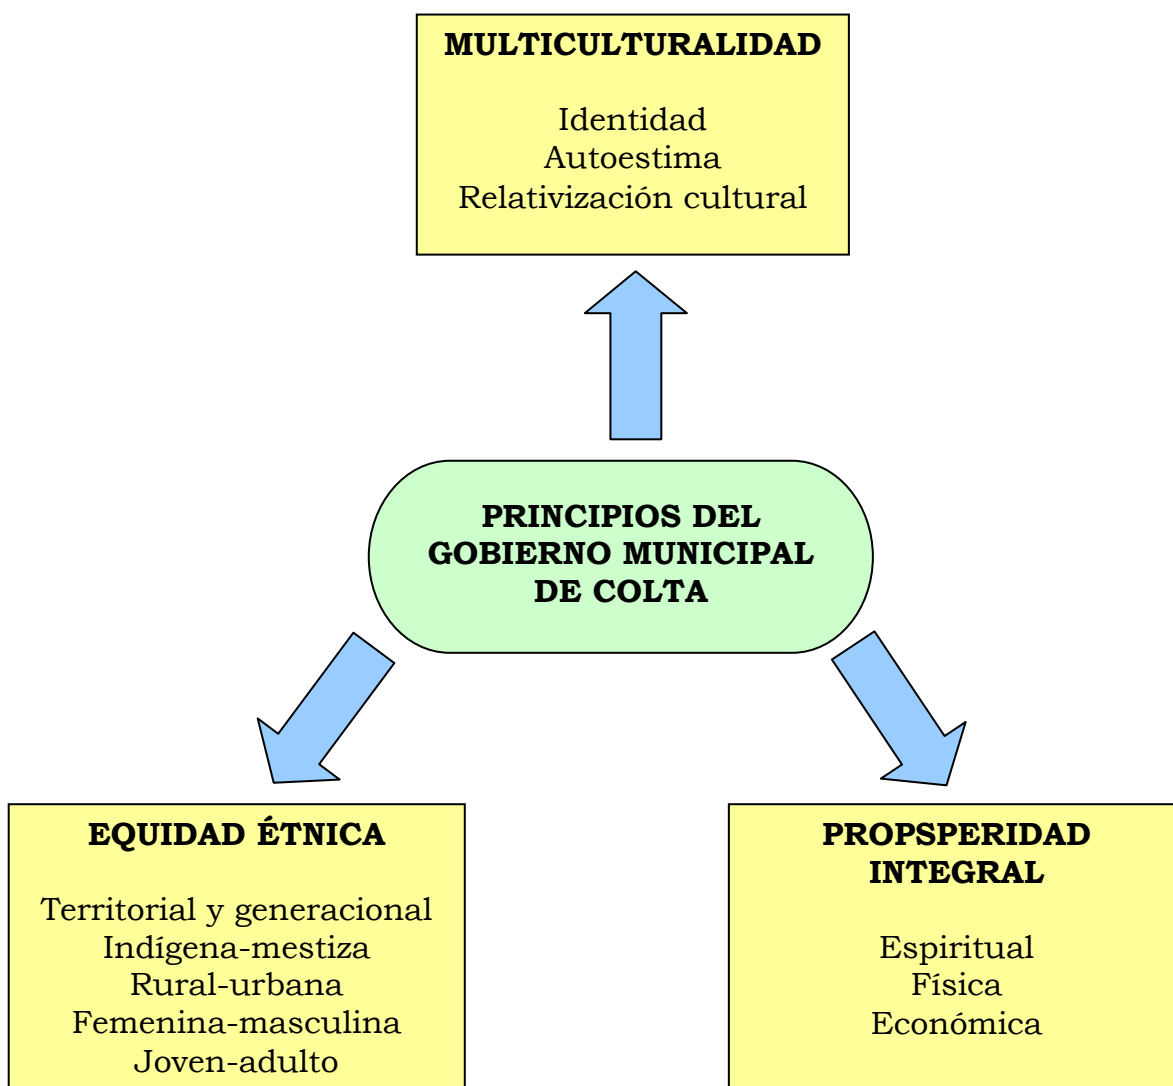 MULTICULTURALIDAD
Identidad
Autoestima
Relativización cultural
PRINCIPIOS DEL
GOBIERNO MUNICIPAL
DE COLTA
EQUIDAD ÉTNICA
Territorial y generacional
Indígena-mestiza
Rural-urbana
Femenina-masculina
Joven-adulto
PROPSPERIDAD
INTEGRAL
Espiritual
Física
Económica